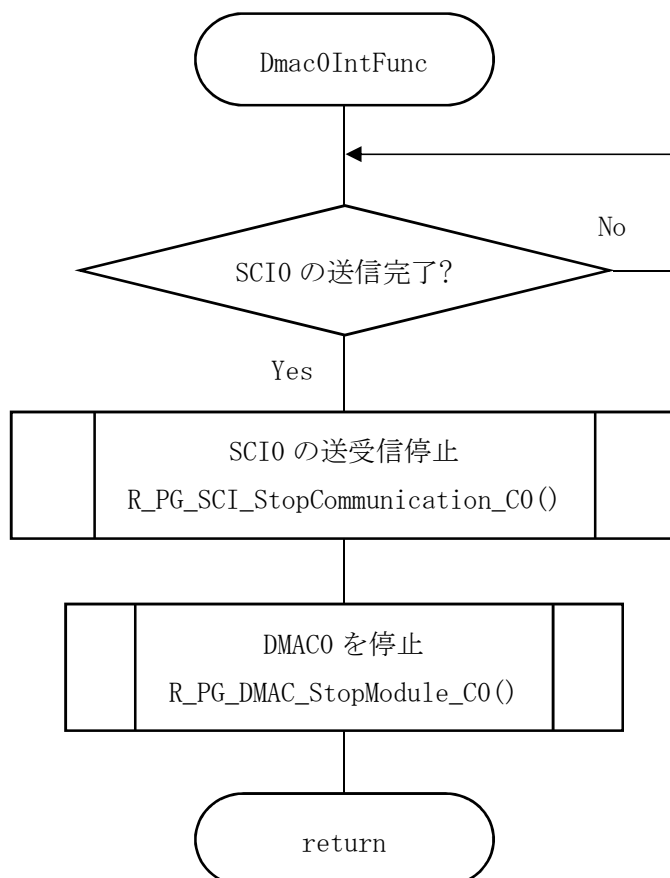 Dmac0IntFunc
No
SCI0 の送信完了?
Yes
SCI0 の送受信停止
R_PG_SCI_StopCommunication_C0()
DMAC0 を停止
R_PG_DMAC_StopModule_C0()
return